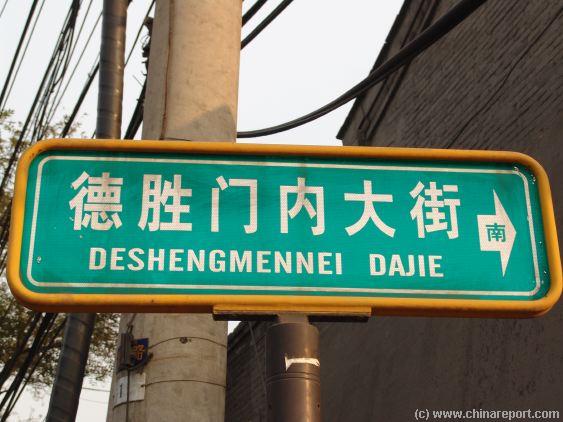 德胜门内大街
南
DESHENGMENNEI DAJIE
(c) www.chinareport.com